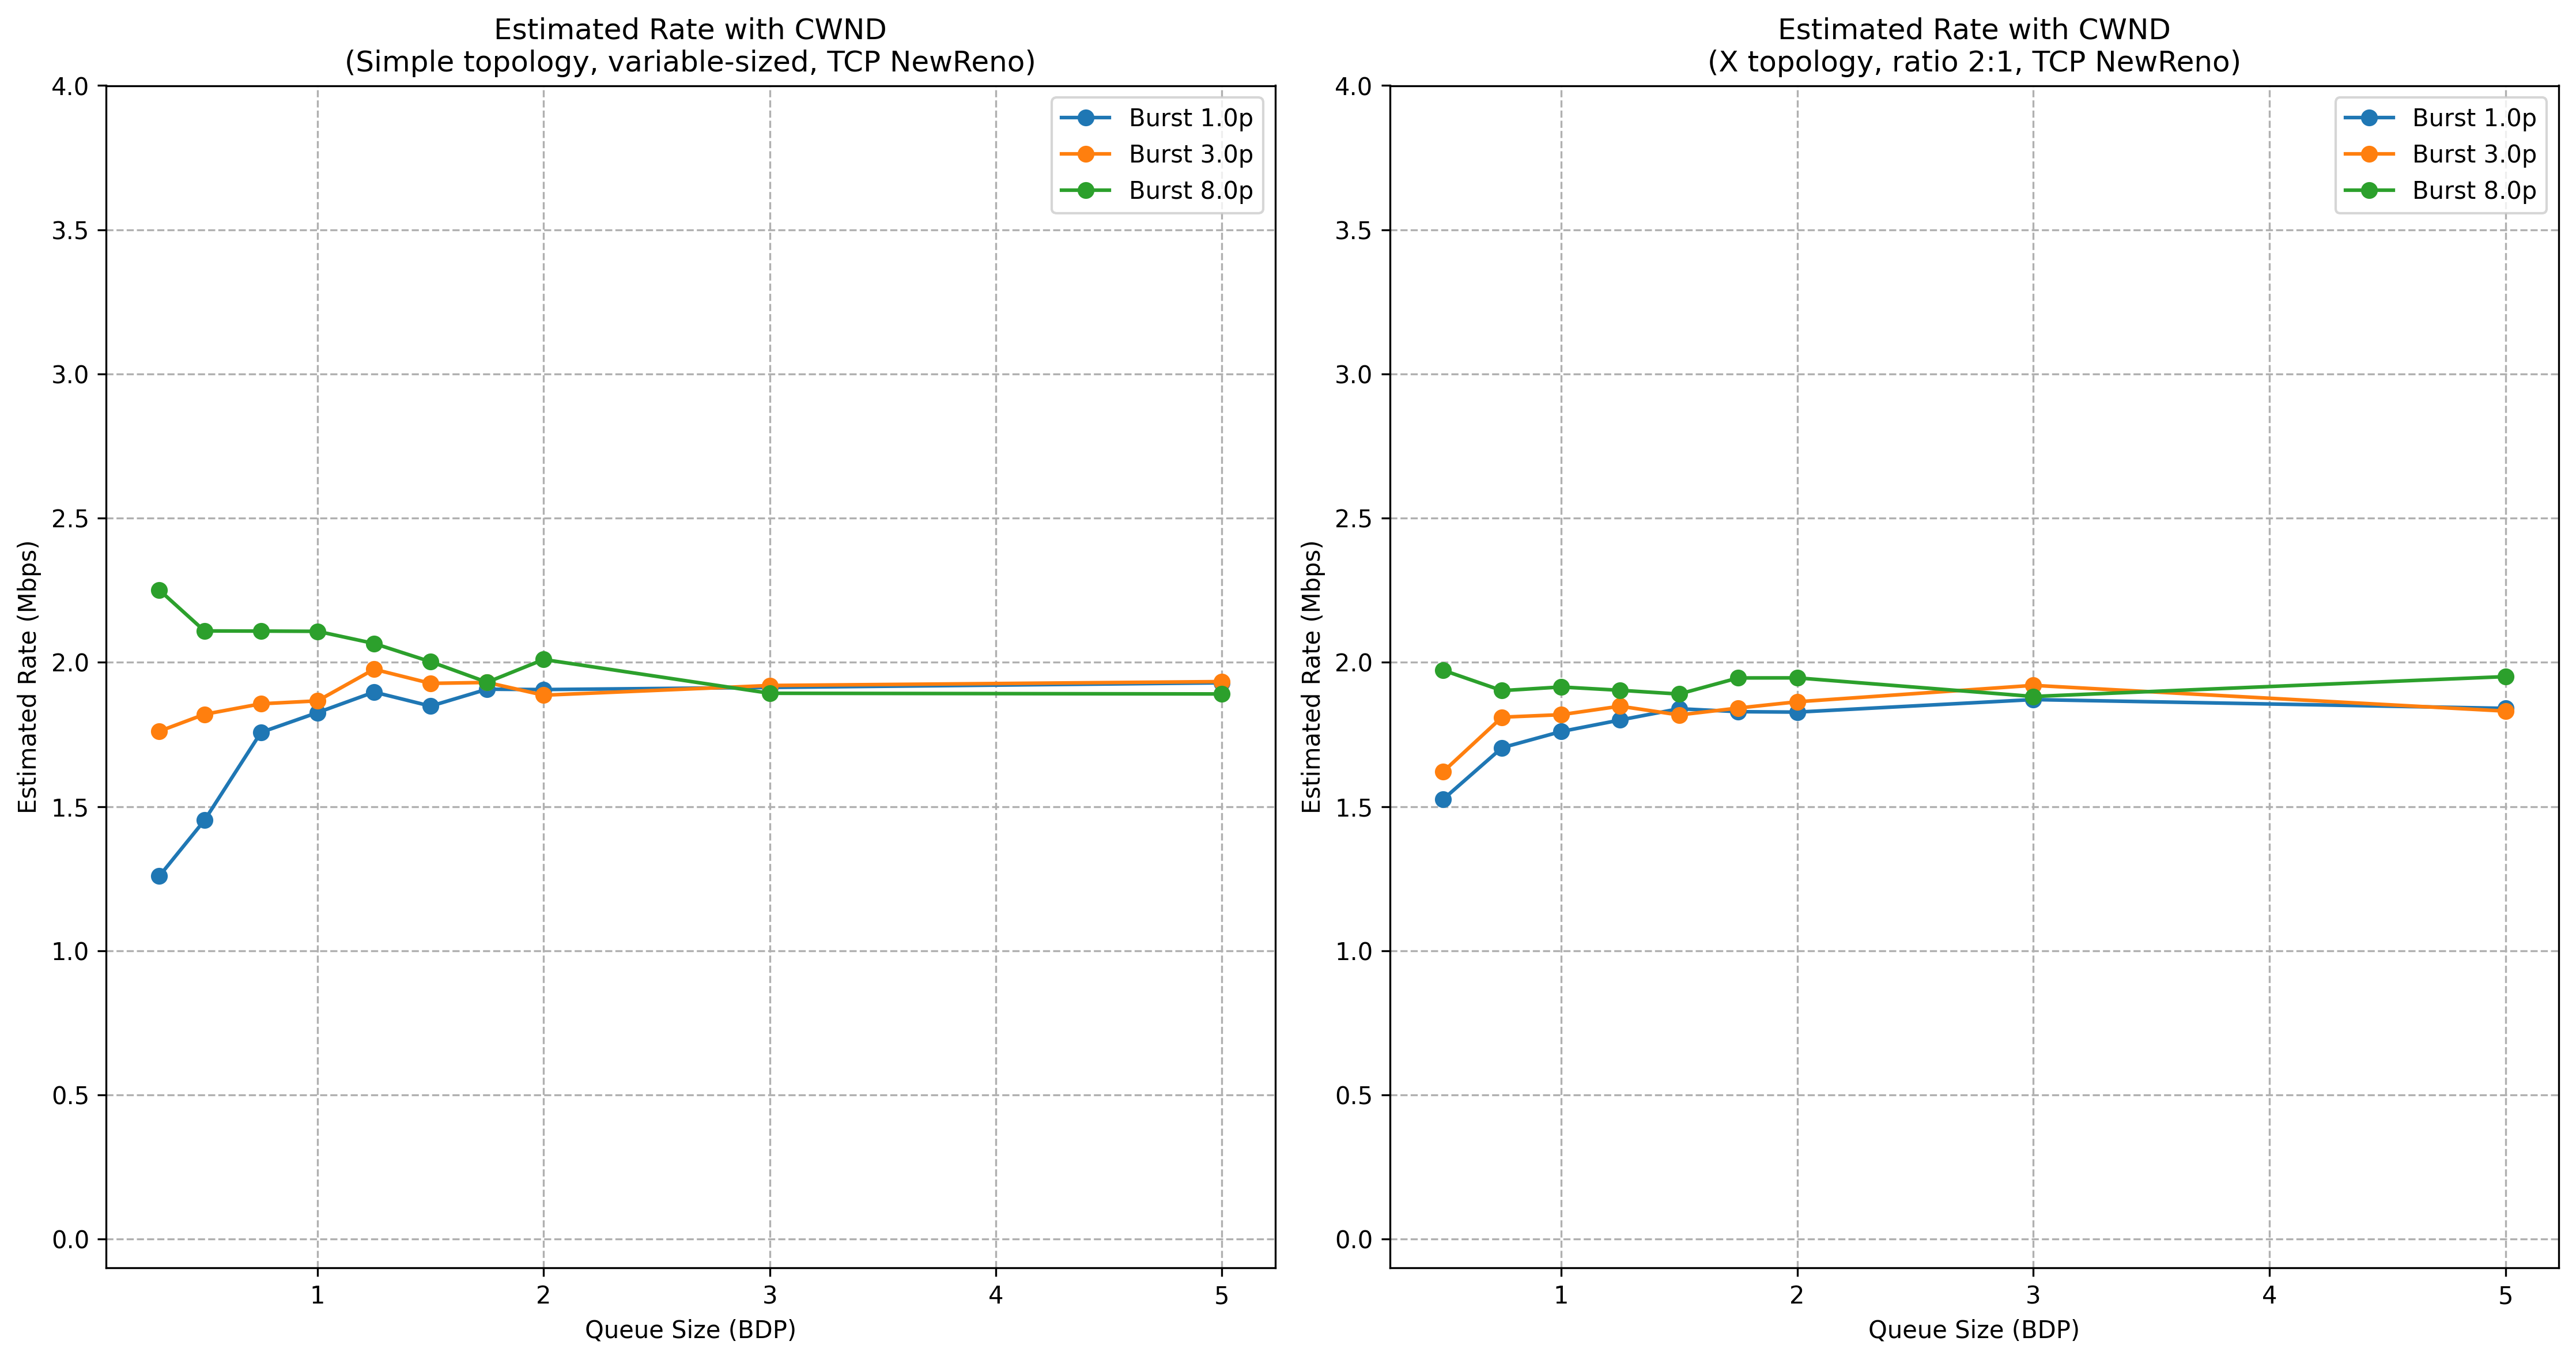 Estimated Rate with CWND
(Simple topology, variable-sized, TCP NewReno)
4.0
3.5
3.0
2.5
2.0
1.5
1.0
0.5
0.0
Estimated Rate (Mbps)
Burst 1.0p
Burst 3.0p
Burst 8.0p
1 2 3 4 5
Queue Size (BDP)
Estimated Rate with CWND
(X topology, ratio 2:1, TCP NewReno)
4.0
3.5
3.0
2.5
2.0
1.5
1.0
0.5
0.0
Estimated Rate (Mbps)
Burst 1.0p
Burst 3.0p
Burst 8.0p
1 2 3 4 5
Queue Size (BDP)